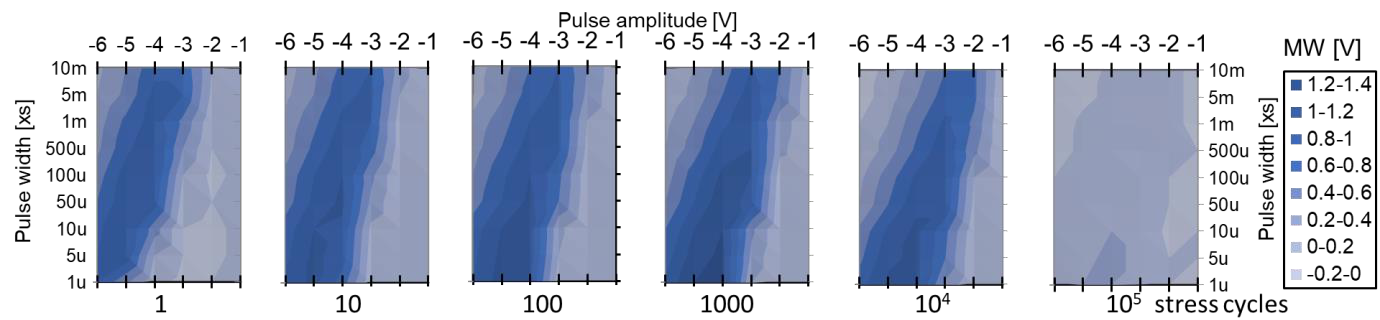 Pulse amplitude [V]
-6 -5 -4 -3 -2 -1
-6 -5 -4 -3 -2 -1
-6 -5 -4 -3 -2 -1
-6 -5 -4 -3 -2 -1
-6 -5 -4 -3 -2 -1
-6 -5 -4 -3 -2 -1
Pulse width [xs]
10m
5m
1m
500u
100u
50u
10u
5u
1u
10m
5m
1m
500u
100u
50u
10u
5u
1u
Pulse width [xs]
MW [V]
1.2-1.4
1-1.2
0.8-1
0.6-0.8
0.4-0.6
0.2-0.4
0-0.2
-0.2-0
1 10 100 1000 10⁴ 10⁵ stress cycles